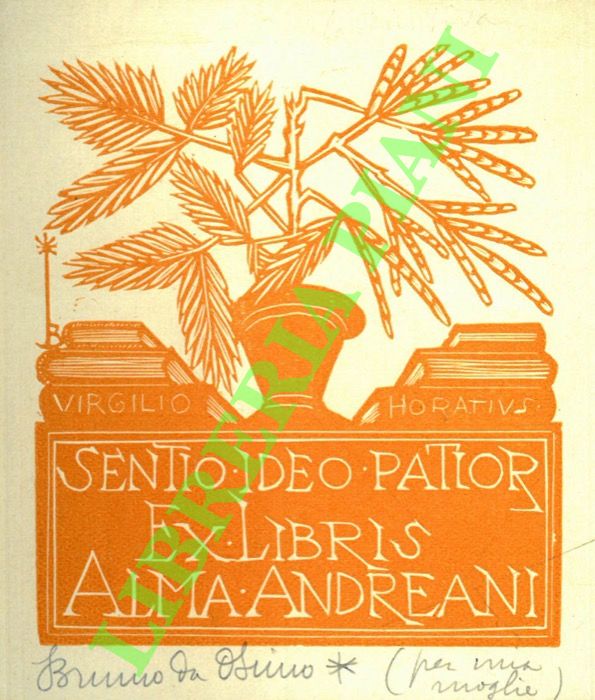 VIRGILIO
HORATIVS.
SENTIO·IDEO·PATIOR
EX·LIBRIS
ALMA·ANDREANI
Bruno da Osimo * (per mia
moglie)
LIBRERIA PIANI